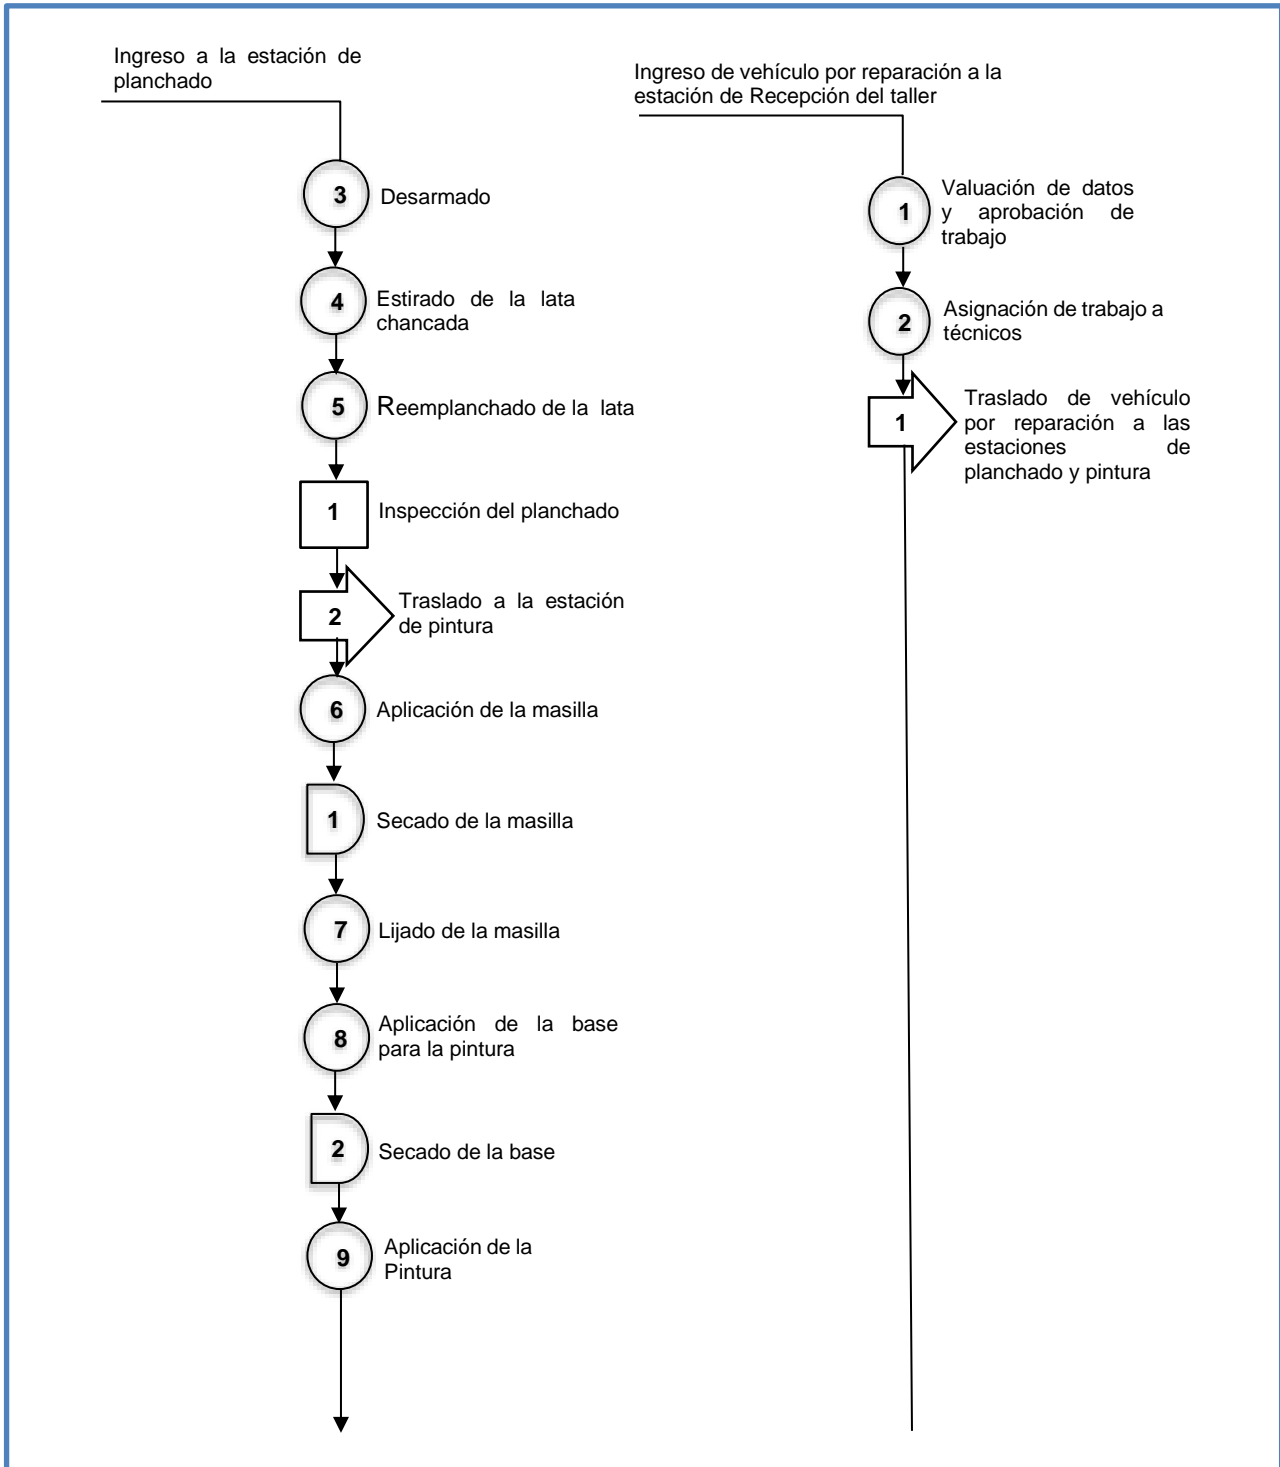 Ingreso a la estación de
planchado
3
Desarmado
4
Estirado de la lata
chancada
5
Reemplanchado de la lata
1
Inspección del planchado
2
Traslado a la estación
de pintura
6
Aplicación de la masilla
1
Secado de la masilla
7
Lijado de la masilla
8
Aplicación de la base
para la pintura
2
Secado de la base
9
Aplicación de la
Pintura
Ingreso de vehículo por reparación a la
estación de Recepción del taller
1
Valuación de datos
y aprobación de
trabajo
2
Asignación de trabajo a
técnicos
1
Traslado de vehículo
por reparación a las
estaciones de
planchado y pintura